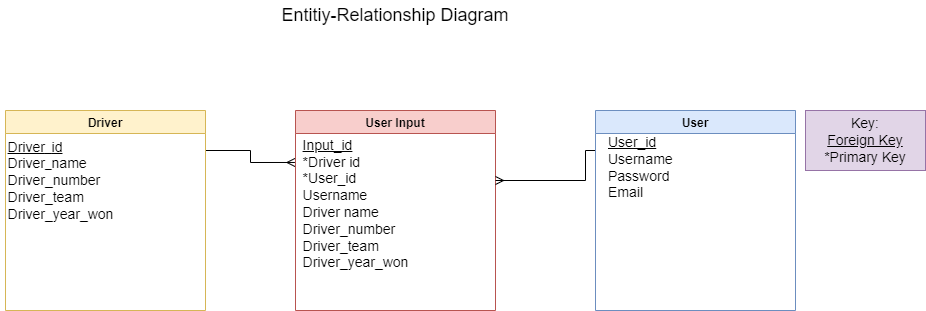 Entitiy-Relationship Diagram
Driver
Driver_id
Driver_name
Driver_number
Driver_team
Driver_year_won
User Input
Input_id
*Driver id
*User_id
Username
Driver name
Driver_number
Driver_team
Driver_year_won
User
User_id
Username
Password
Email
Key:
Foreign Key
*Primary Key